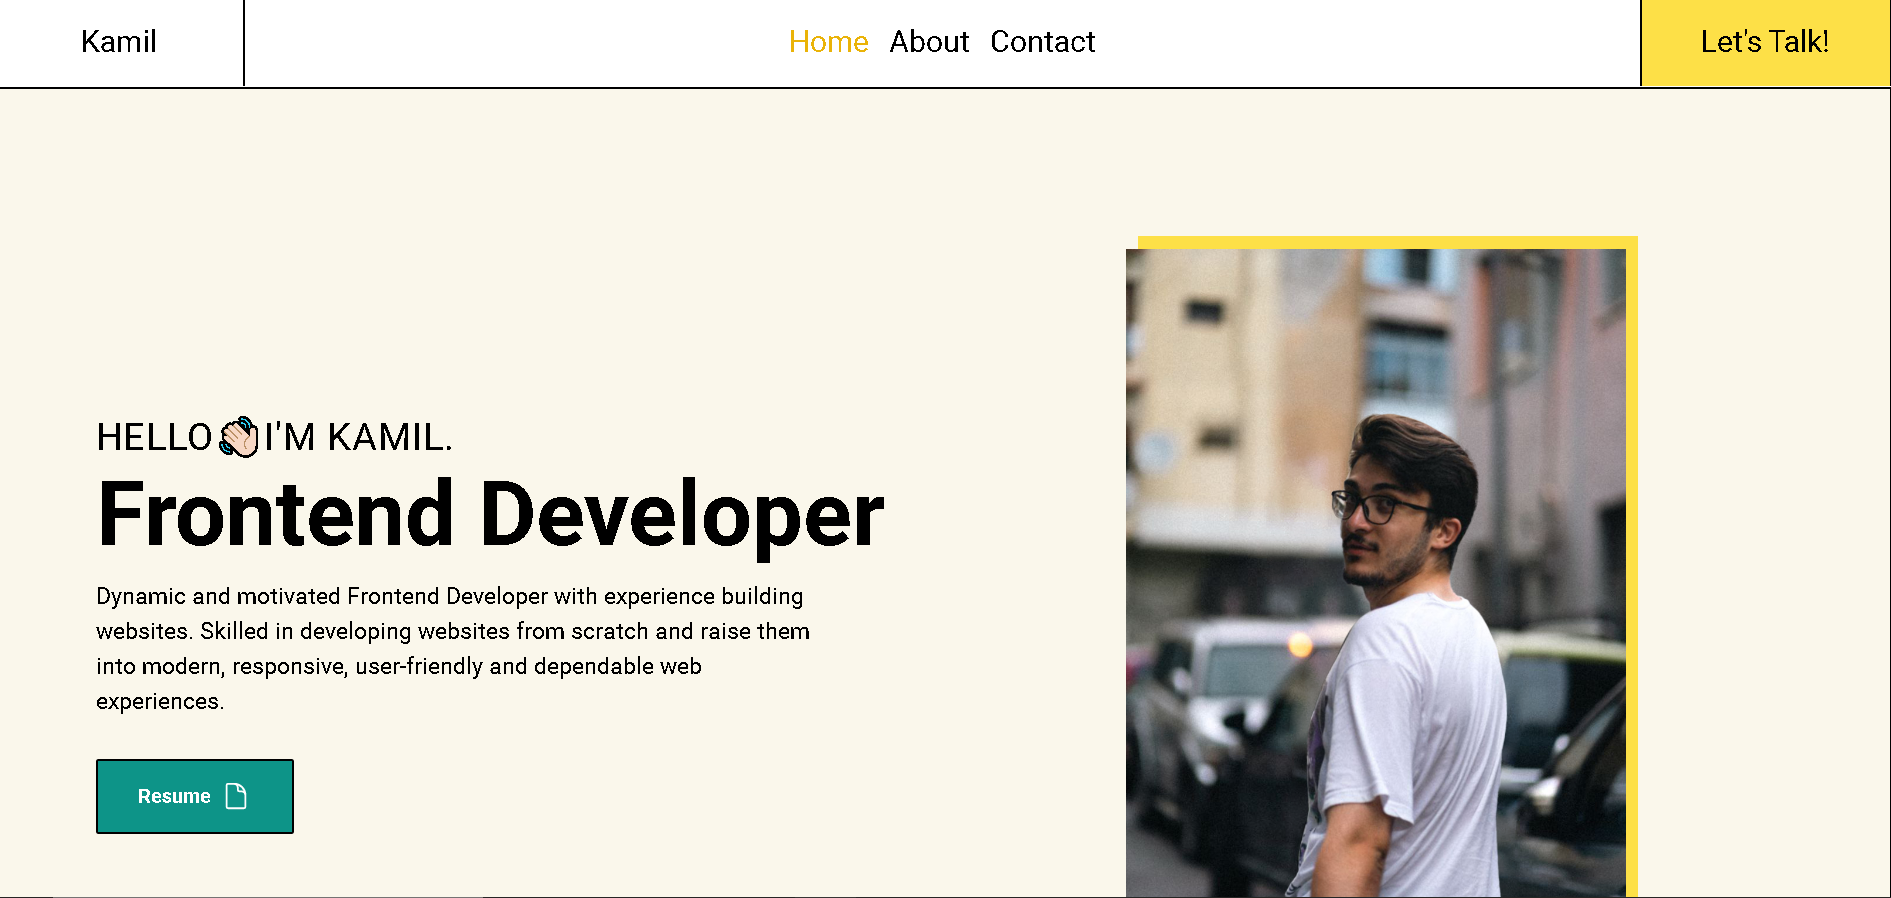 Kamil
Home About Contact
Let's Talk!
HELLO👋🏻I'M KAMIL.
Frontend Developer
Dynamic and motivated Frontend Developer with experience building
websites. Skilled in developing websites from scratch and raise them
into modern, responsive, user-friendly and dependable web
experiences.
Resume